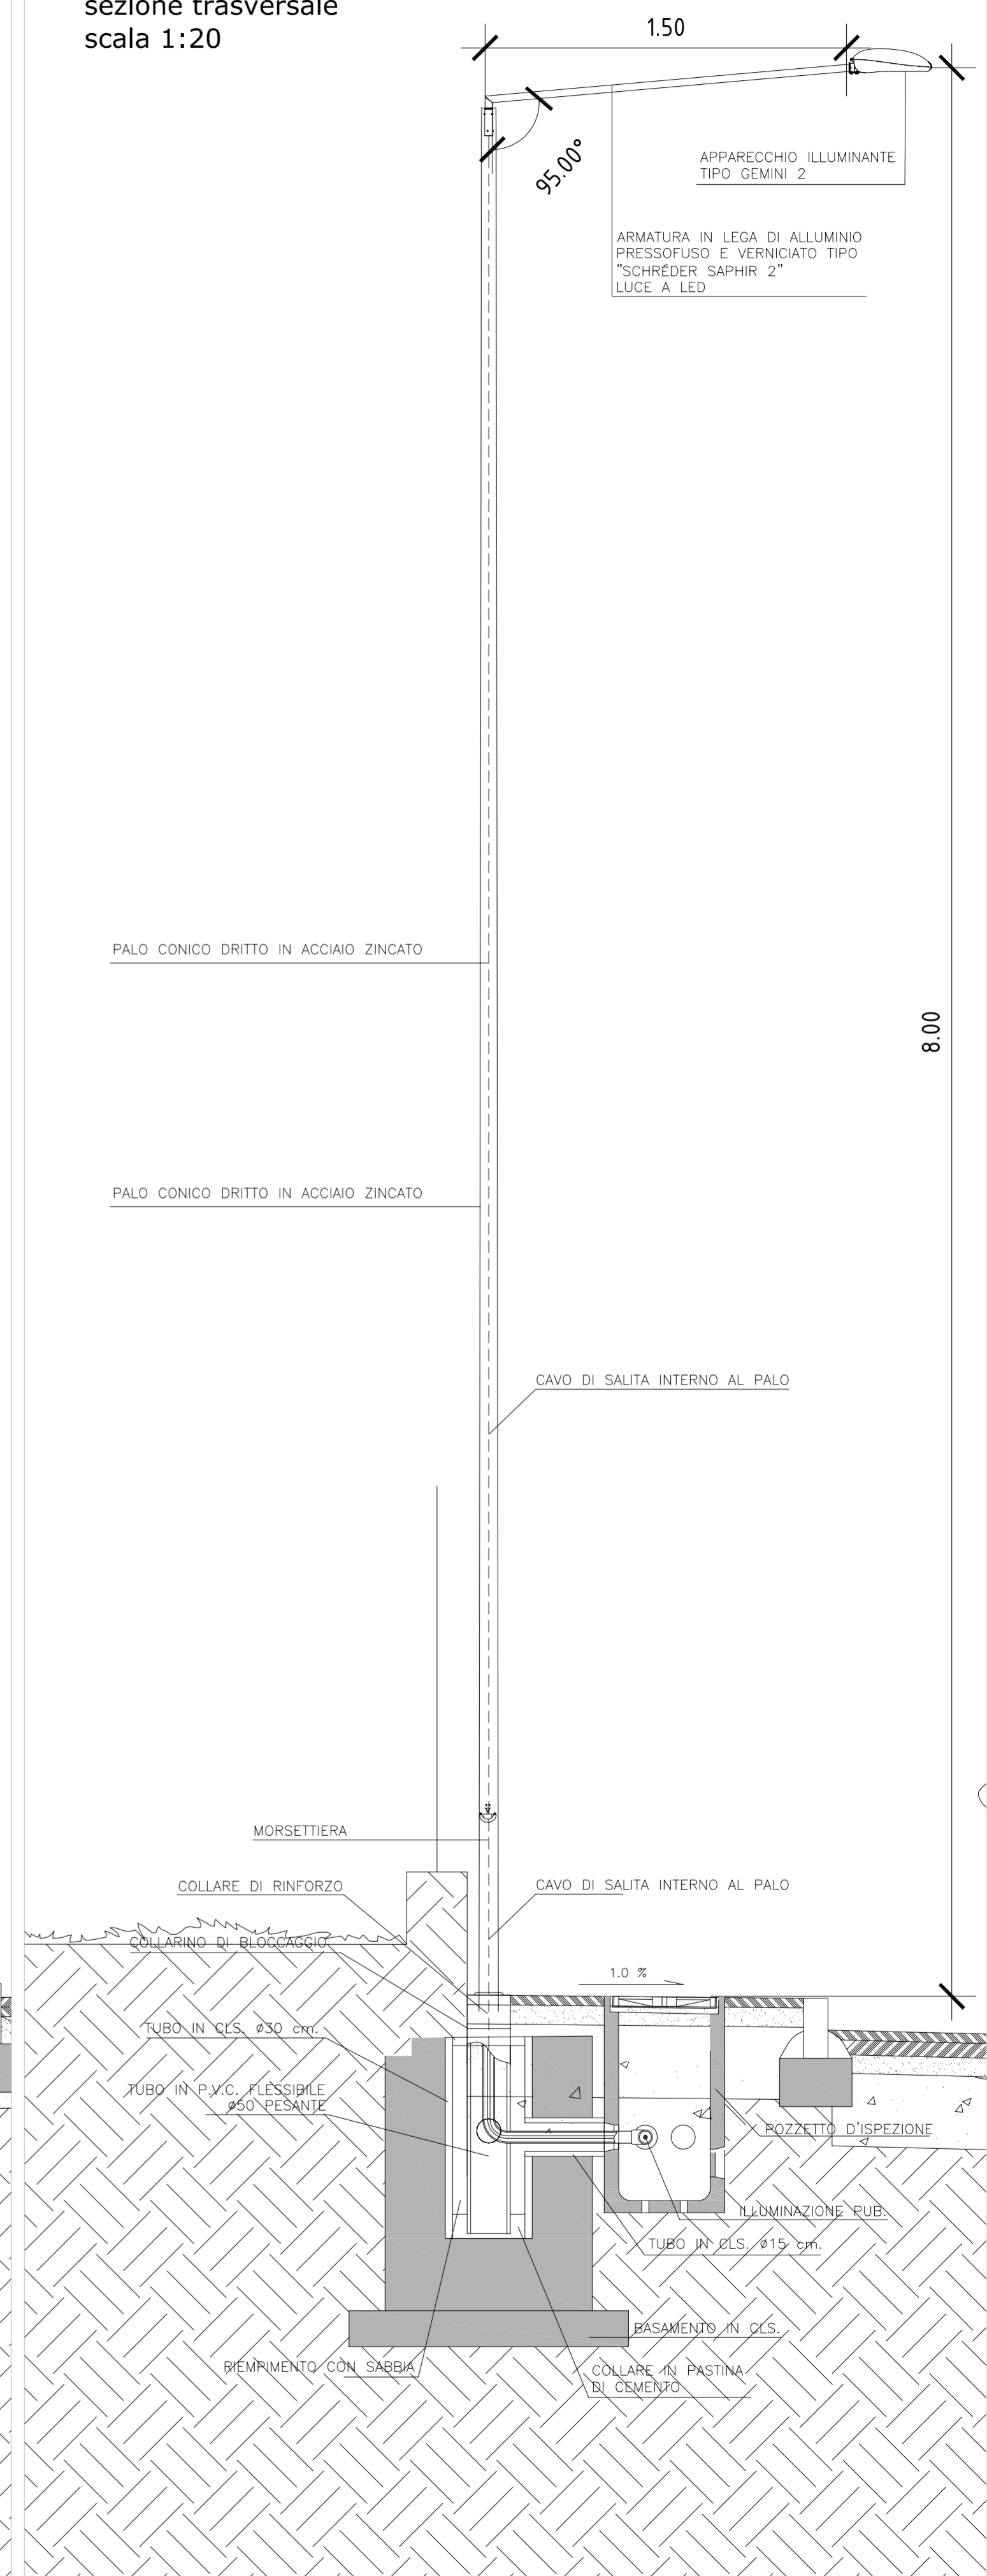 sezione trasversale
scala 1:20
1.50
95.00°
APPARECCHIO ILLUMINANTE
TIPO GEMINI 2
ARMATURA IN LEGA DI ALLUMINIO
PRESSOFUSO E VERNICIATO TIPO
"SCHRÉDER SAPHIR 2"
LUCE A LED
PALO CONICO DRITTO IN ACCIAIO ZINCATO
8.00
PALO CONICO DRITTO IN ACCIAIO ZINCATO
CAVO DI SALITA INTERNO AL PALO
MORSETTIERA
COLLARE DI RINFORZO
CAVO DI SALITA INTERNO AL PALO
COLLARINO DI BLOCCAGGIO
1.0 %
TUBO IN CLS. ø30 cm.
TUBO IN P.V.C. FLESSIBILE
ø50 PESANTE
POZZETTO D'ISPEZIONE
ILLUMINAZIONE PUB.
TUBO IN CLS. ø15 cm.
BASAMENTO IN CLS.
RIEMPIMENTO CON SABBIA
COLLARE IN PASTINA
DI CEMENTO